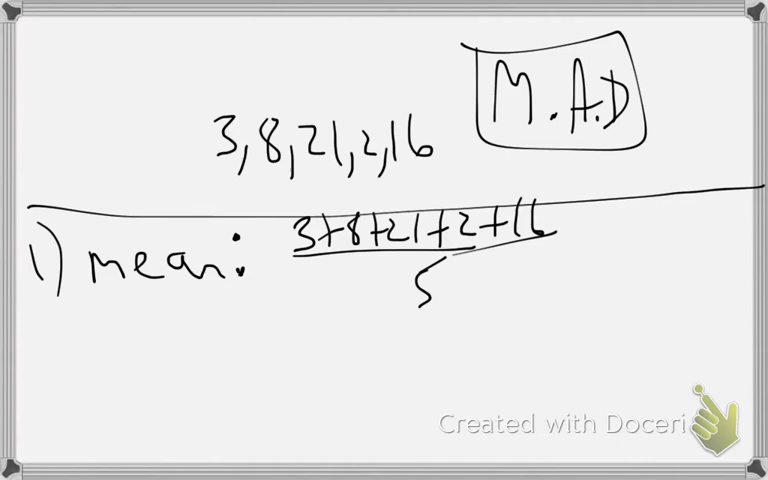 M.A.D
3,8,21,2,16
1) mean: 3+8+21+2+16
5
Created with Doceri